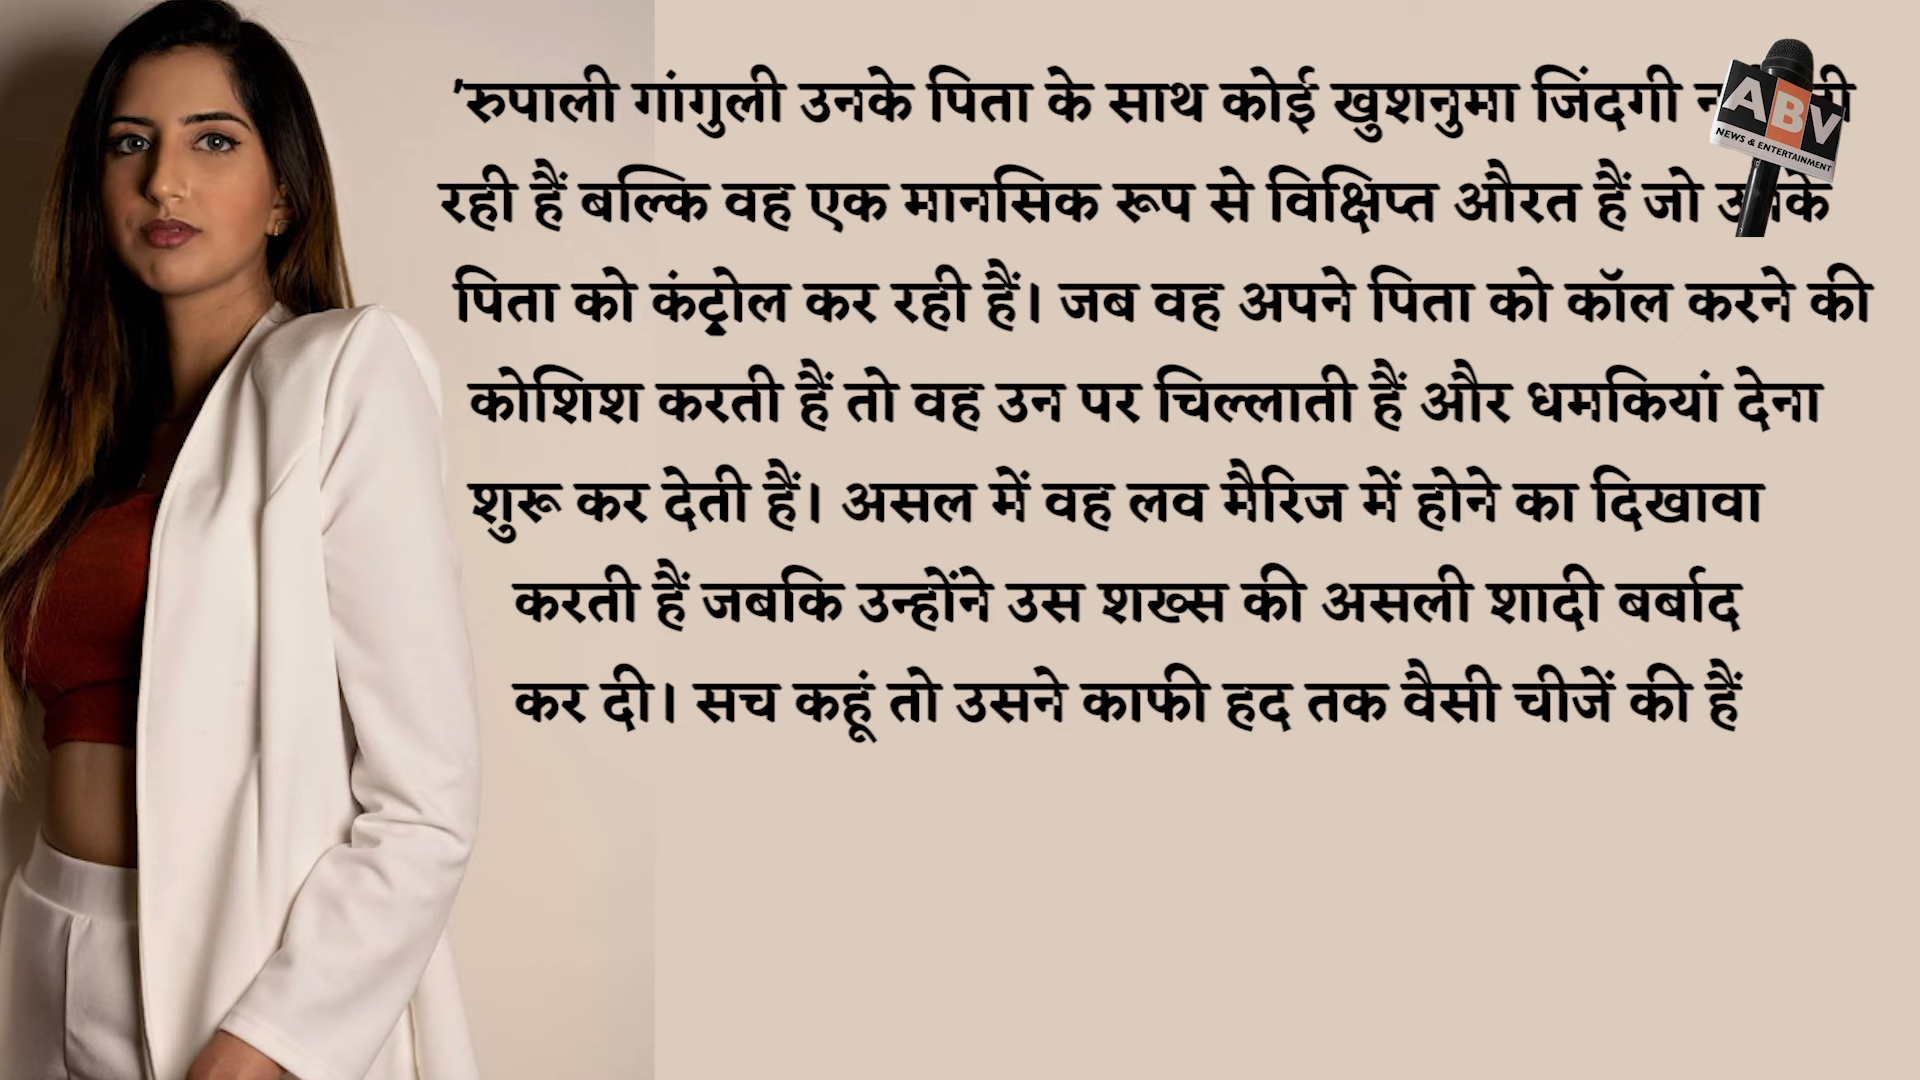 'रुपाली गांगुली उनके पिता के साथ कोई खुशनुमा जिंदगी
रही हैं बल्कि वह एक मानसिक रूप से विक्षिप्त औरत हैं जो
पिता को कंट्रोल कर रही हैं। जब वह अपने पिता को कॉल करने की
कोशिश करती हैं तो वह उन पर चिल्लाती हैं और धमकियां देना
शुरू कर देती हैं। असल में वह लव मैरिज में होने का दिखावा
करती हैं जबकि उन्होंने उस शख्स की असली शादी बर्बाद
कर दी। सच कहूं तो उसने काफी हद तक वैसी चीजें की हैं
ABV
NEWS & ENTERTAINMENT